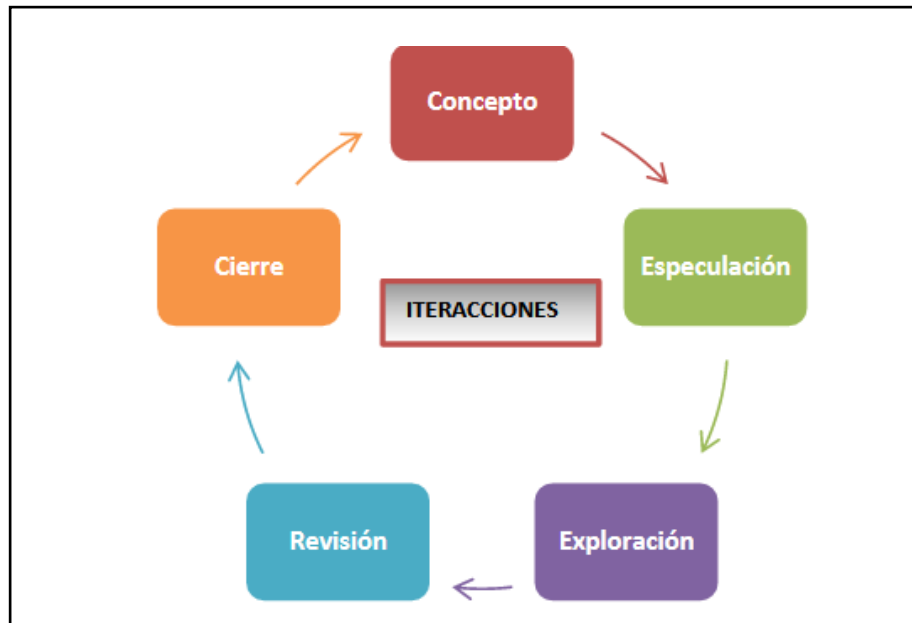 Concepto
Especulación
Exploración
Revisión
Cierre
ITERACCIONES